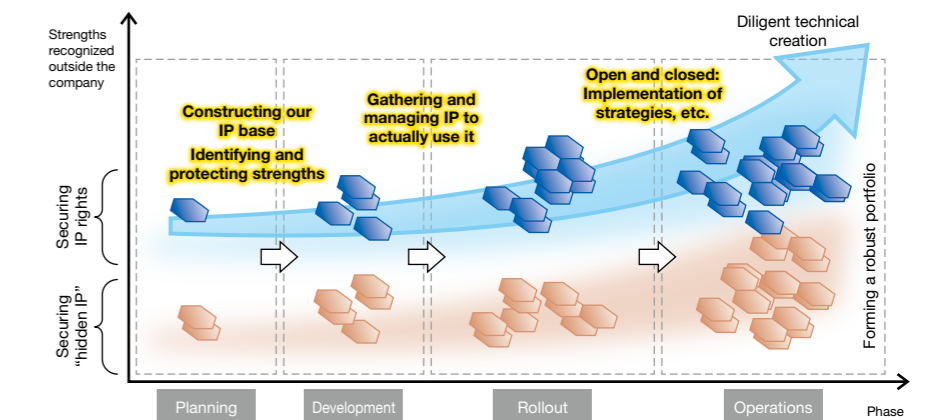 Strengths
recognized
outside the
company
Diligent technical
creation
Constructing our
IP base
Identifying and
protecting strengths
Gathering and
managing IP to
actually use it
Open and closed:
Implementation of
strategies, etc.
Securing
IP rights
Securing
“hidden IP”
Forming a robust portfolio
Planning
Development
Rollout
Operations
Phase